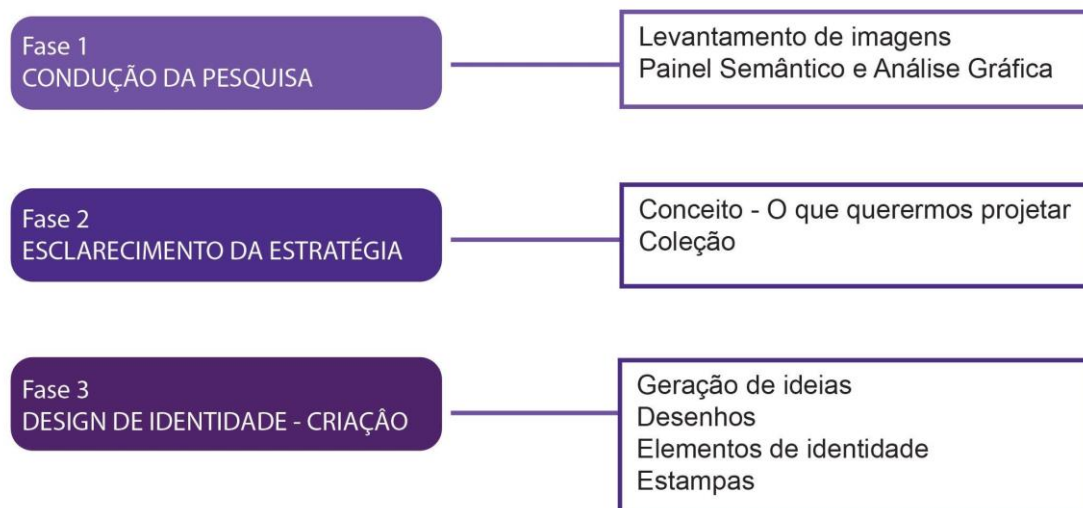 Fase 1
CONDUÇÃO DA PESQUISA
Levantamento de imagens
Painel Semântico e Análise Gráfica
Fase 2
ESCLARECIMENTO DA ESTRATÉGIA
Conceito - O que querermos projetar
Coleção
Fase 3
DESIGN DE IDENTIDADE - CRIAÇÂO
Geração de ideias
Desenhos
Elementos de identidade
Estampas